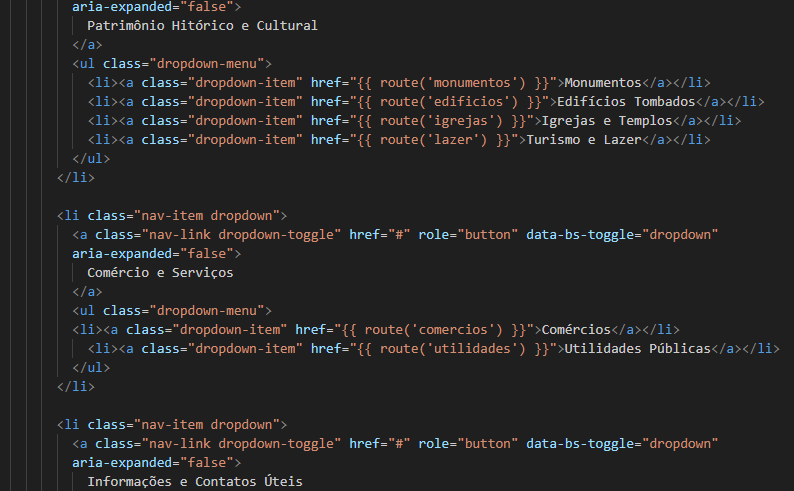 aria-expanded="false">
Patrimônio Hitórico e Cultural
</a>
<ul class="dropdown-menu">
<li><a class="dropdown-item" href="{{ route('monumentos') }}">Monumentos</a></li>
<li><a class="dropdown-item" href="{{ route('edificios') }}">Edifícios Tombados</a></li>
<li><a class="dropdown-item" href="{{ route('igrejas') }}">Igrejas e Templos</a></li>
<li><a class="dropdown-item" href="{{ route('lazer') }}">Turismo e Lazer</a></li>
</ul>
</li>
<li class="nav-item dropdown">
<a class="nav-link dropdown-toggle" href="#" role="button" data-bs-toggle="dropdown"
aria-expanded="false">
Comércio e Serviços
</a>
<ul class="dropdown-menu">
<li><a class="dropdown-item" href="{{ route('comercios') }}">Comércios</a></li>
<li><a class="dropdown-item" href="{{ route('utilidades') }}">Utilidades Públicas</a></li>
</ul>
</li>
<li class="nav-item dropdown">
<a class="nav-link dropdown-toggle" href="#" role="button" data-bs-toggle="dropdown"
aria-expanded="false">
Informações e Contatos Úteis